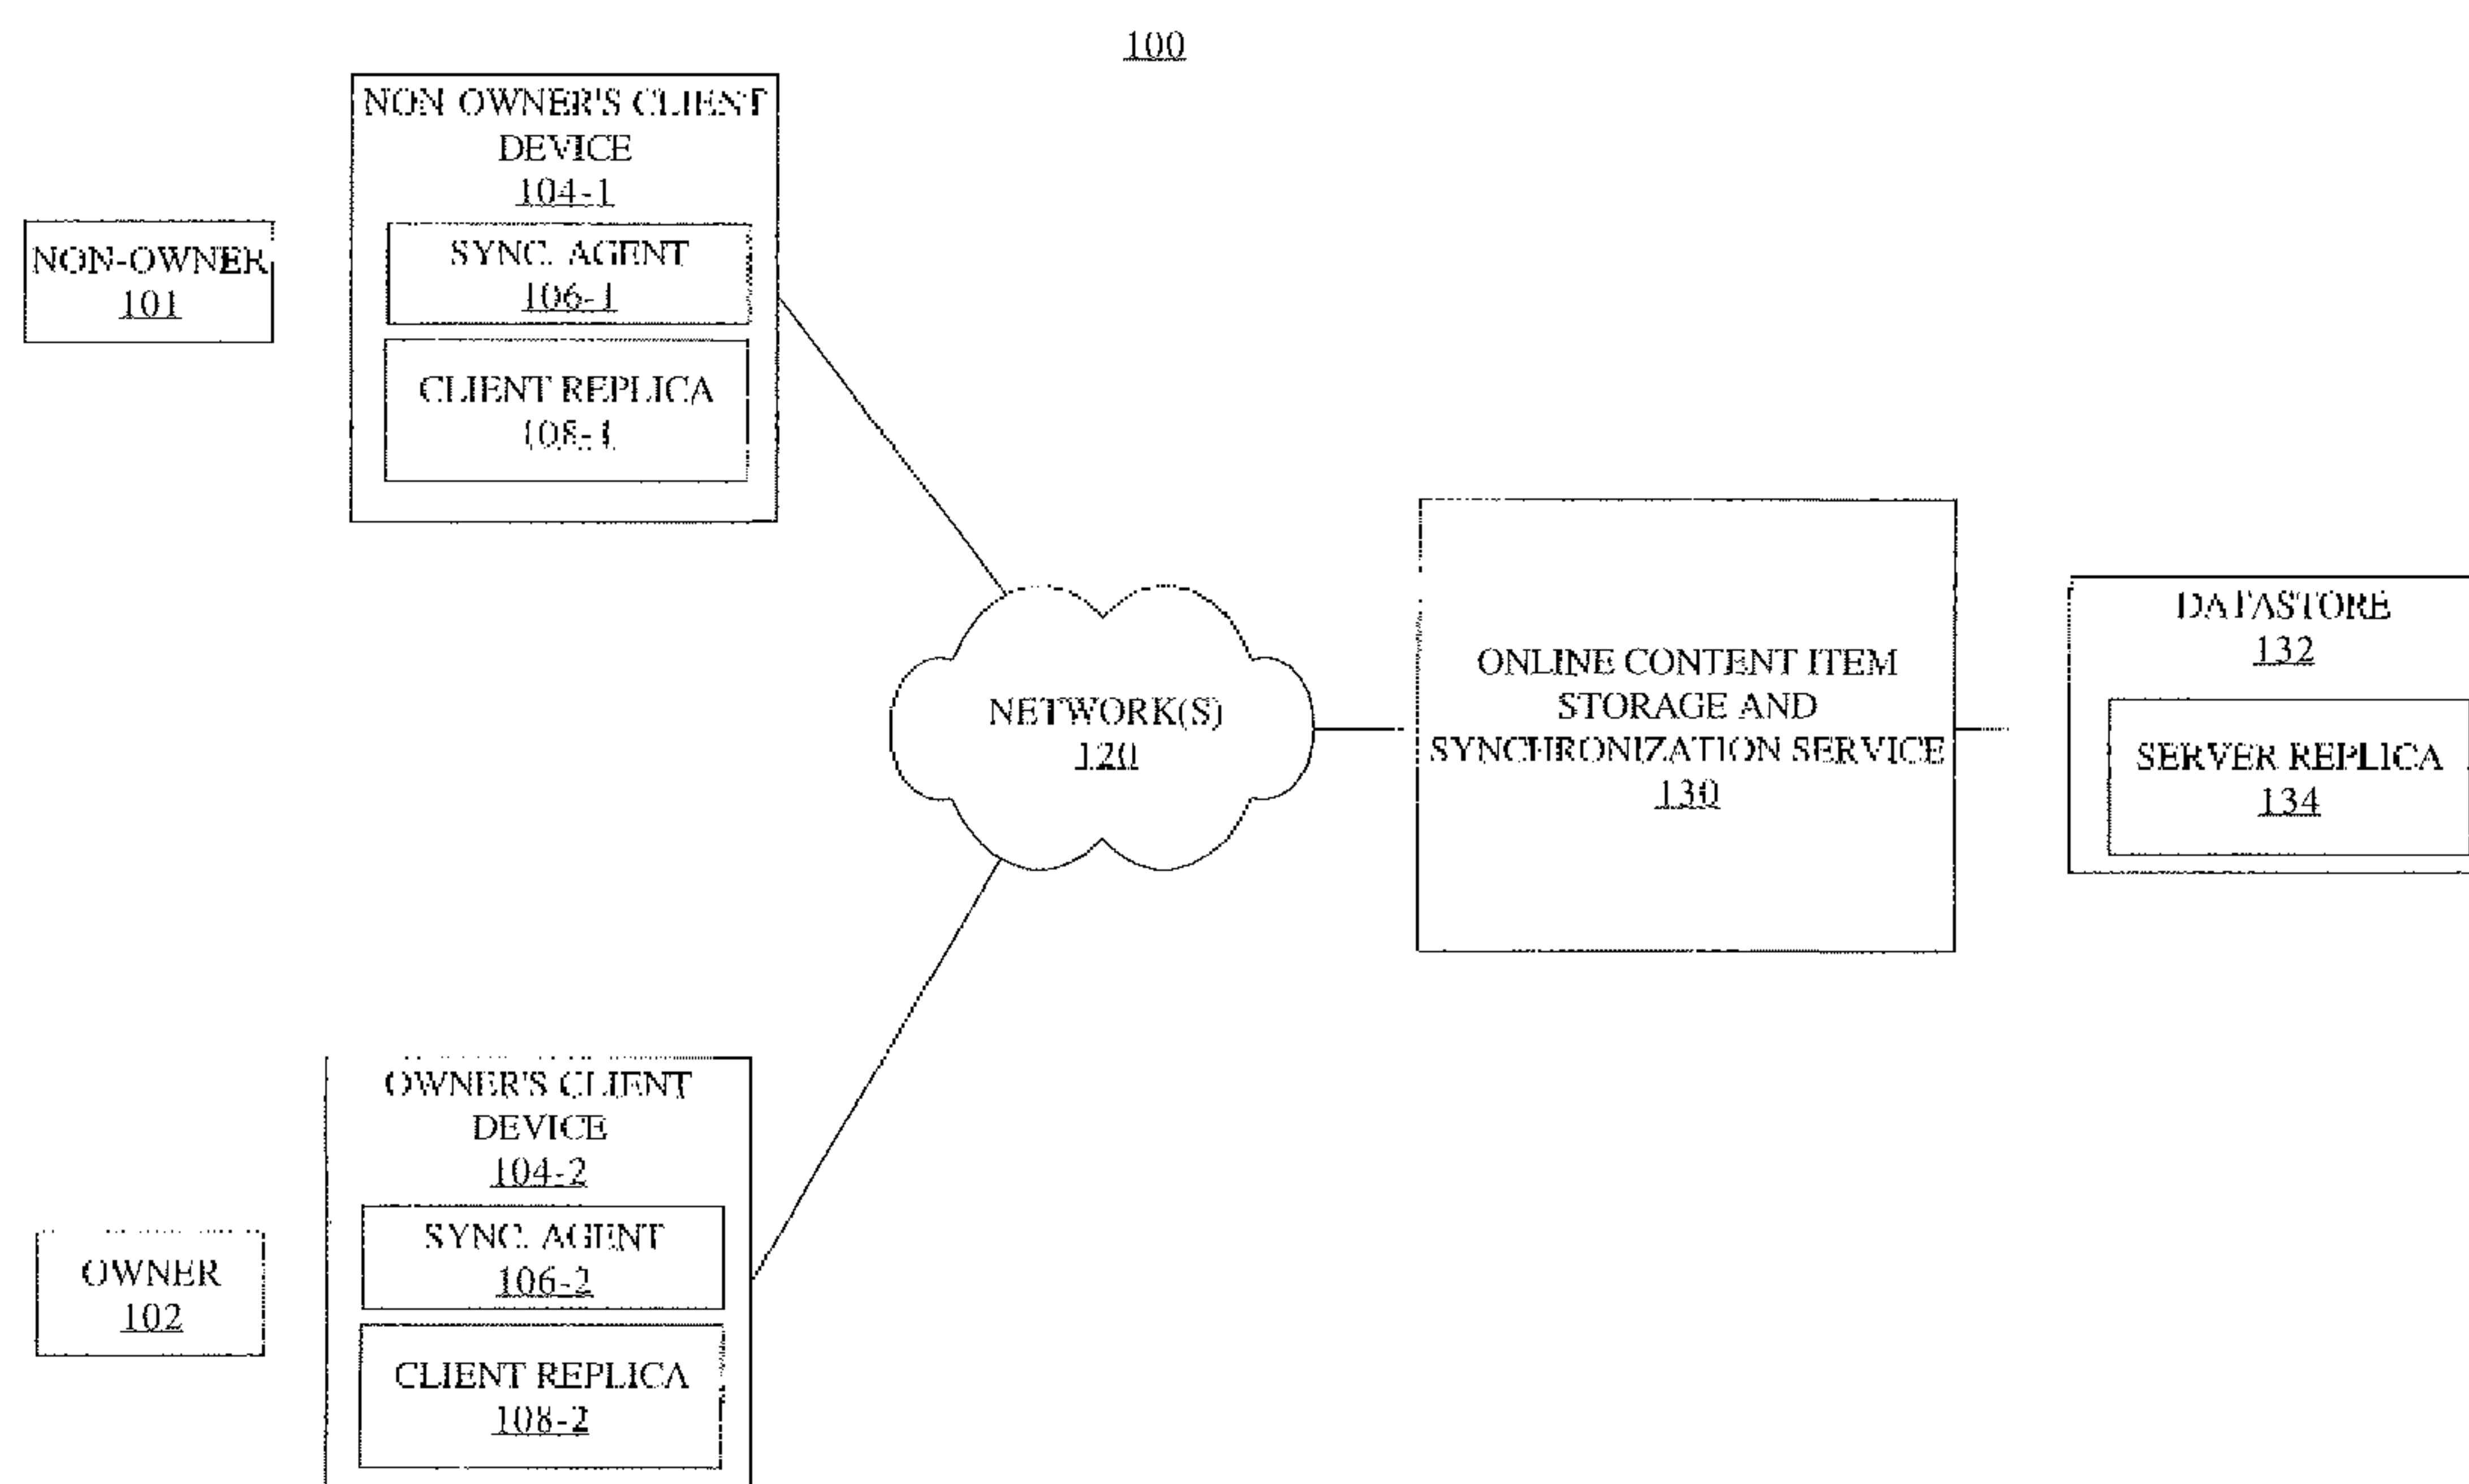 100
NON OWNER'S CLIENT
DEVICE
104-1
SYNC. AGENT
106-1
CLIENT REPLICA
108-1
NON-OWNER
101
NETWORK(S)
120
ONLINE CONTENT ITEM
STORAGE AND
SYNCHRONIZATION SERVICE
130
DATASTORE
132
SERVER REPLICA
134
OWNER'S CLIENT
DEVICE
104-2
SYNC. AGENT
106-2
CLIENT REPLICA
108-2
OWNER
102